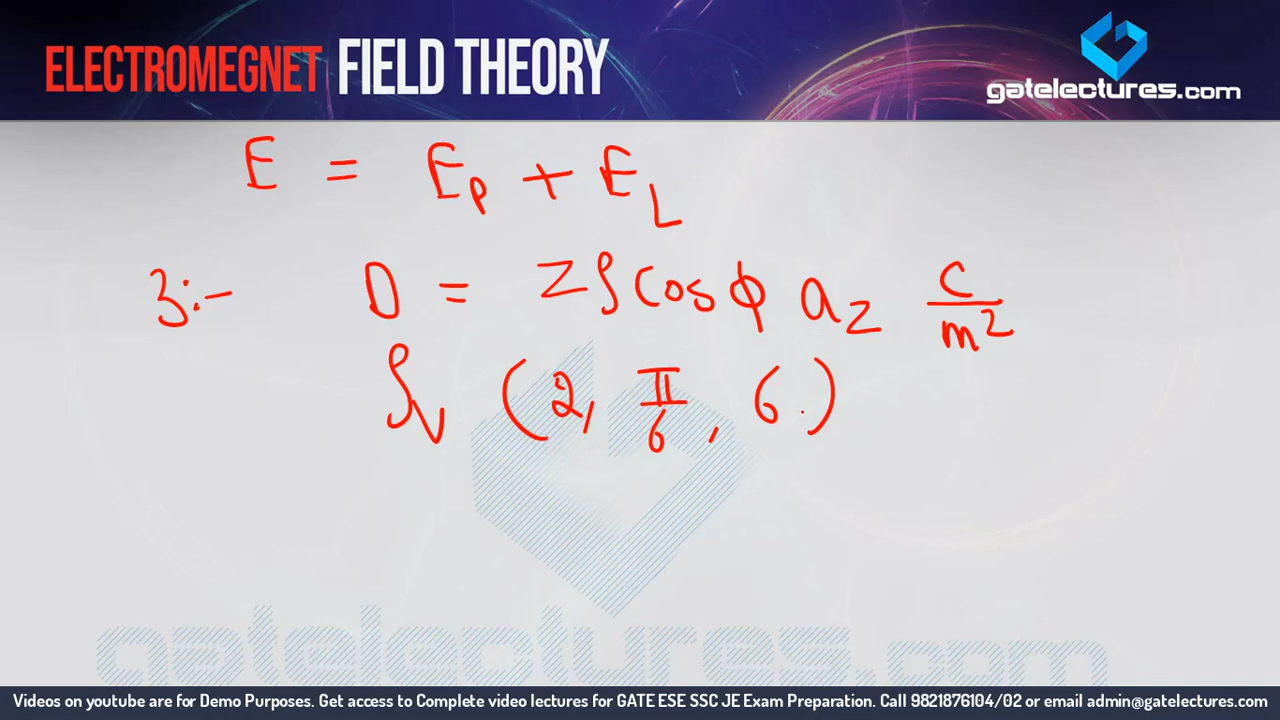 ELECTROMEGNET FIELD THEORY
gatelectures.com
E = Ep + EL
3:- D = zρ cos φ az C/m²
ρv (2, π/6, 6)
gatelectures.com
Videos on youtube are for Demo Purposes. Get access to Complete video lectures for GATE ESE SSC JE Exam Preparation. Call 9821876104/02 or email admin@gatelectures.com